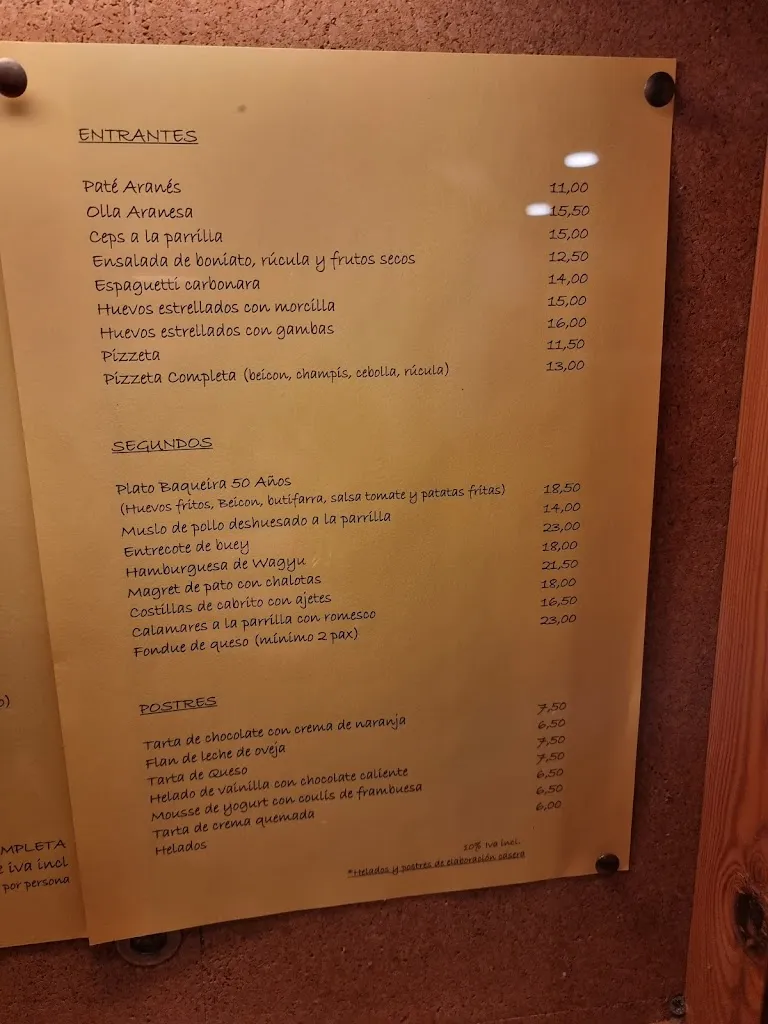 ENTRANTES
Paté Aranés 11,00
Olla Aranesa 15,50
Ceps a la parrilla 15,00
Ensalada de boniato, rúcula y frutos secos 12,50
Espaguetti carbonara 14,00
Huevos estrellados con morcilla 15,00
Huevos estrellados con gambas 16,00
Pizzeta 11,50
Pizzeta Completa (beicon, champis, cebolla, rúcula) 13,00
SEGUNDOS
Plato Baqueira 50 Años
(Huevos fritos, Beicon, butifarra, salsa tomate y patatas fritas) 18,50
Muslo de pollo deshuesado a la parrilla 14,00
Entrecote de buey 23,00
Hamburguesa de Wagyu 18,00
Magret de pato con chalotas 21,50
Costillas de cabrito con ajetes 18,00
Calamares a la parrilla con romesco 16,50
Fondue de queso (mínimo 2 pax) 23,00
POSTRES
Tarta de chocolate con crema de naranja 7,50
Flan de leche de oveja 6,50
Tarta de Queso 7,50
Helado de vainilla con chocolate caliente 7,50
Mousse de yogurt con coulis de frambuesa 6,50
Tarta de crema quemada 6,50
Helados 6,00
10% Iva incl.
*Helados y postres de elaboración casera
MPLETA
iva incl
por persona